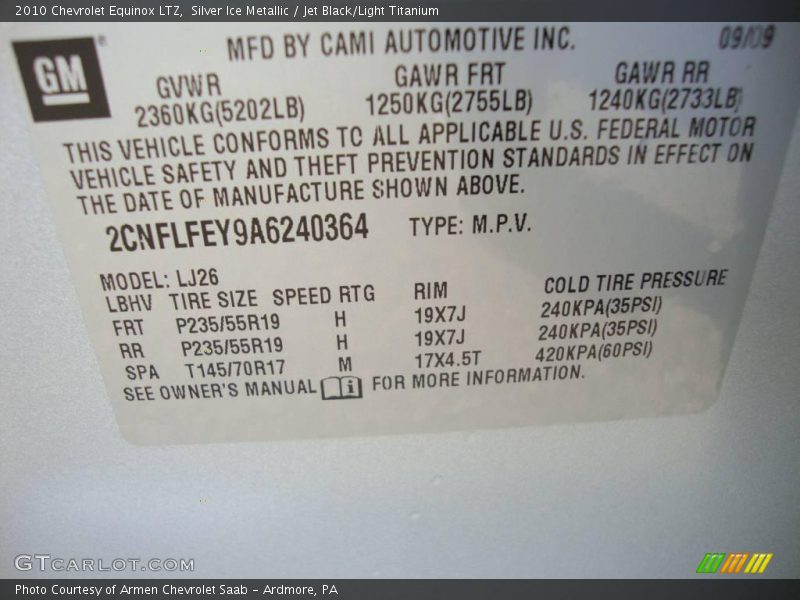 2010 Chevrolet Equinox LTZ,  Silver Ice Metallic / Jet Black/Light Titanium
GM
MFD BY CAMI AUTOMOTIVE INC. 09/09
GVWR GAWR FRT GAWR RR
2360KG(5202LB) 1250KG(2755LB) 1240KG(2733LB)
THIS VEHICLE CONFORMS TO ALL APPLICABLE U.S. FEDERAL MOTOR
VEHICLE SAFETY AND THEFT PREVENTION STANDARDS IN EFFECT ON
THE DATE OF MANUFACTURE SHOWN ABOVE.
2CNFLFEY9A6240364 TYPE: M.P.V.
MODEL: LJ26
LBHV TIRE SIZE SPEED RTG RIM COLD TIRE PRESSURE
FRT P235/55R19 H 19X7J 240KPA(35PSI)
RR P235/55R19 H 19X7J 240KPA(35PSI)
SPA T145/70R17 M 17X4.5T 420KPA(60PSI)
SEE OWNER'S MANUAL FOR MORE INFORMATION.
GTCARLOT.COM
Photo Courtesy of Armen Chevrolet Saab - Ardmore, PA